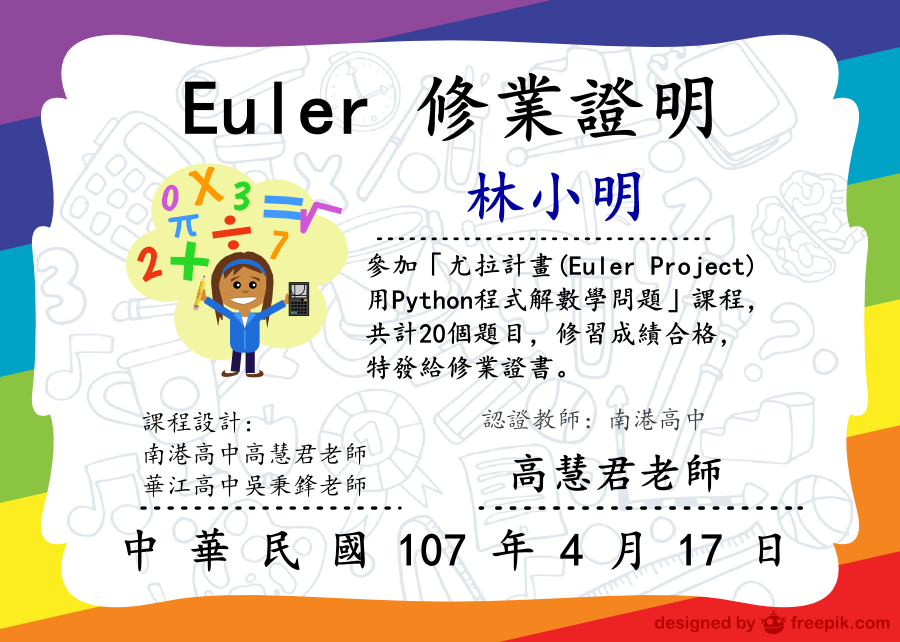 Euler 修業證明
林小明
參加「尤拉計畫(Euler Project)
用Python程式解數學問題」課程，
共計20個題目，修習成績合格，
特發給修業證書。
課程設計：
南港高中高慧君老師
華江高中吳秉鋒老師
認證教師：南港高中
高慧君老師
中 華 民 國 107 年 4 月 17 日
designed by freepik.com
0 X 3 = √
π ÷ 7
2 +